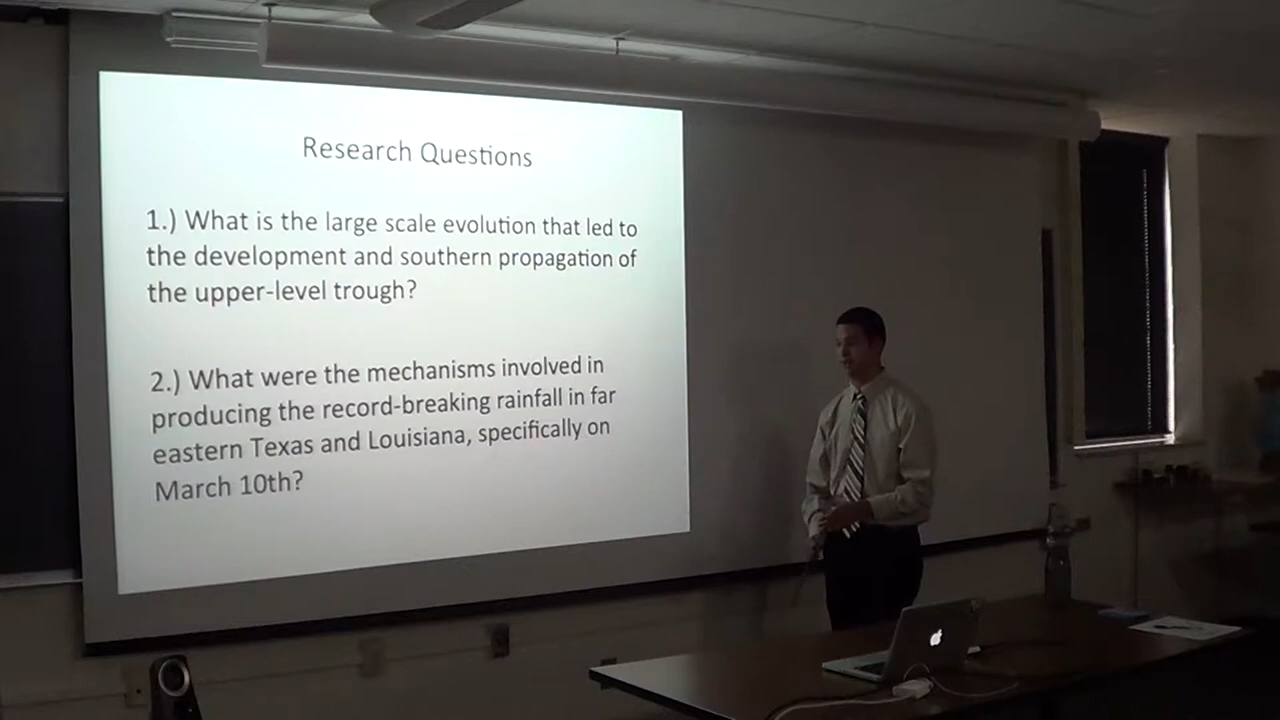 Research Questions
1.) What is the large scale evolution that led to
the development and southern propagation of
the upper-level trough?
2.) What were the mechanisms involved in
producing the record-breaking rainfall in far
eastern Texas and Louisiana, specifically on
March 10th?